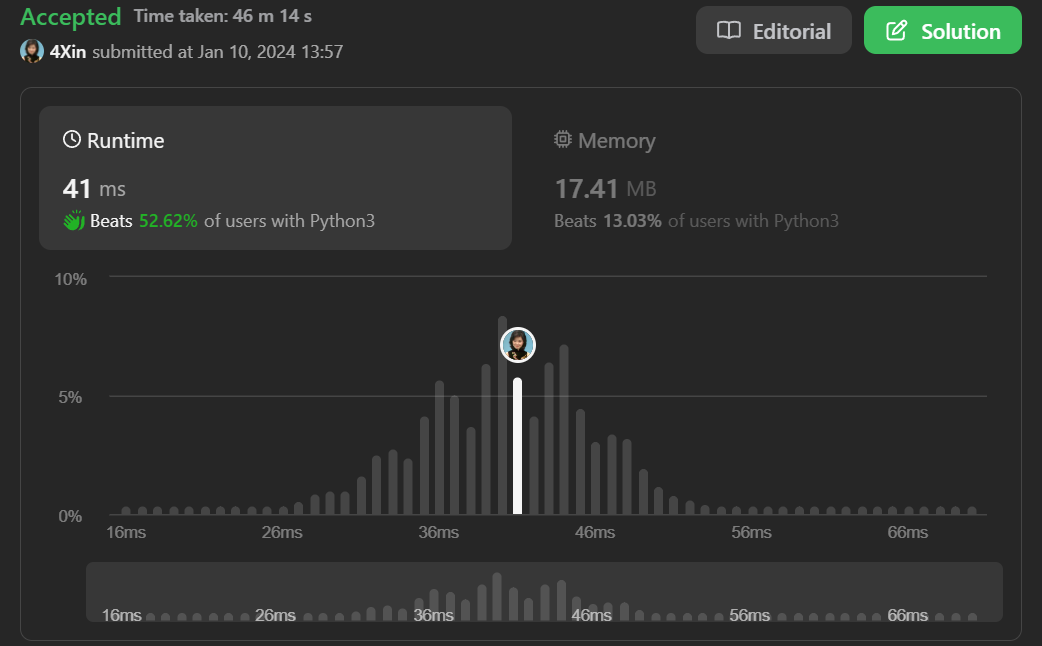 Accepted Time taken: 46 m 14 s
4Xin submitted at Jan 10, 2024 13:57
Editorial
Solution
Runtime
41 ms
Beats 52.62% of users with Python3
Memory
17.41 MB
Beats 13.03% of users with Python3
10%
5%
0%
16ms 26ms 36ms 46ms 56ms 66ms
16ms 26ms 36ms 46ms 56ms 66ms